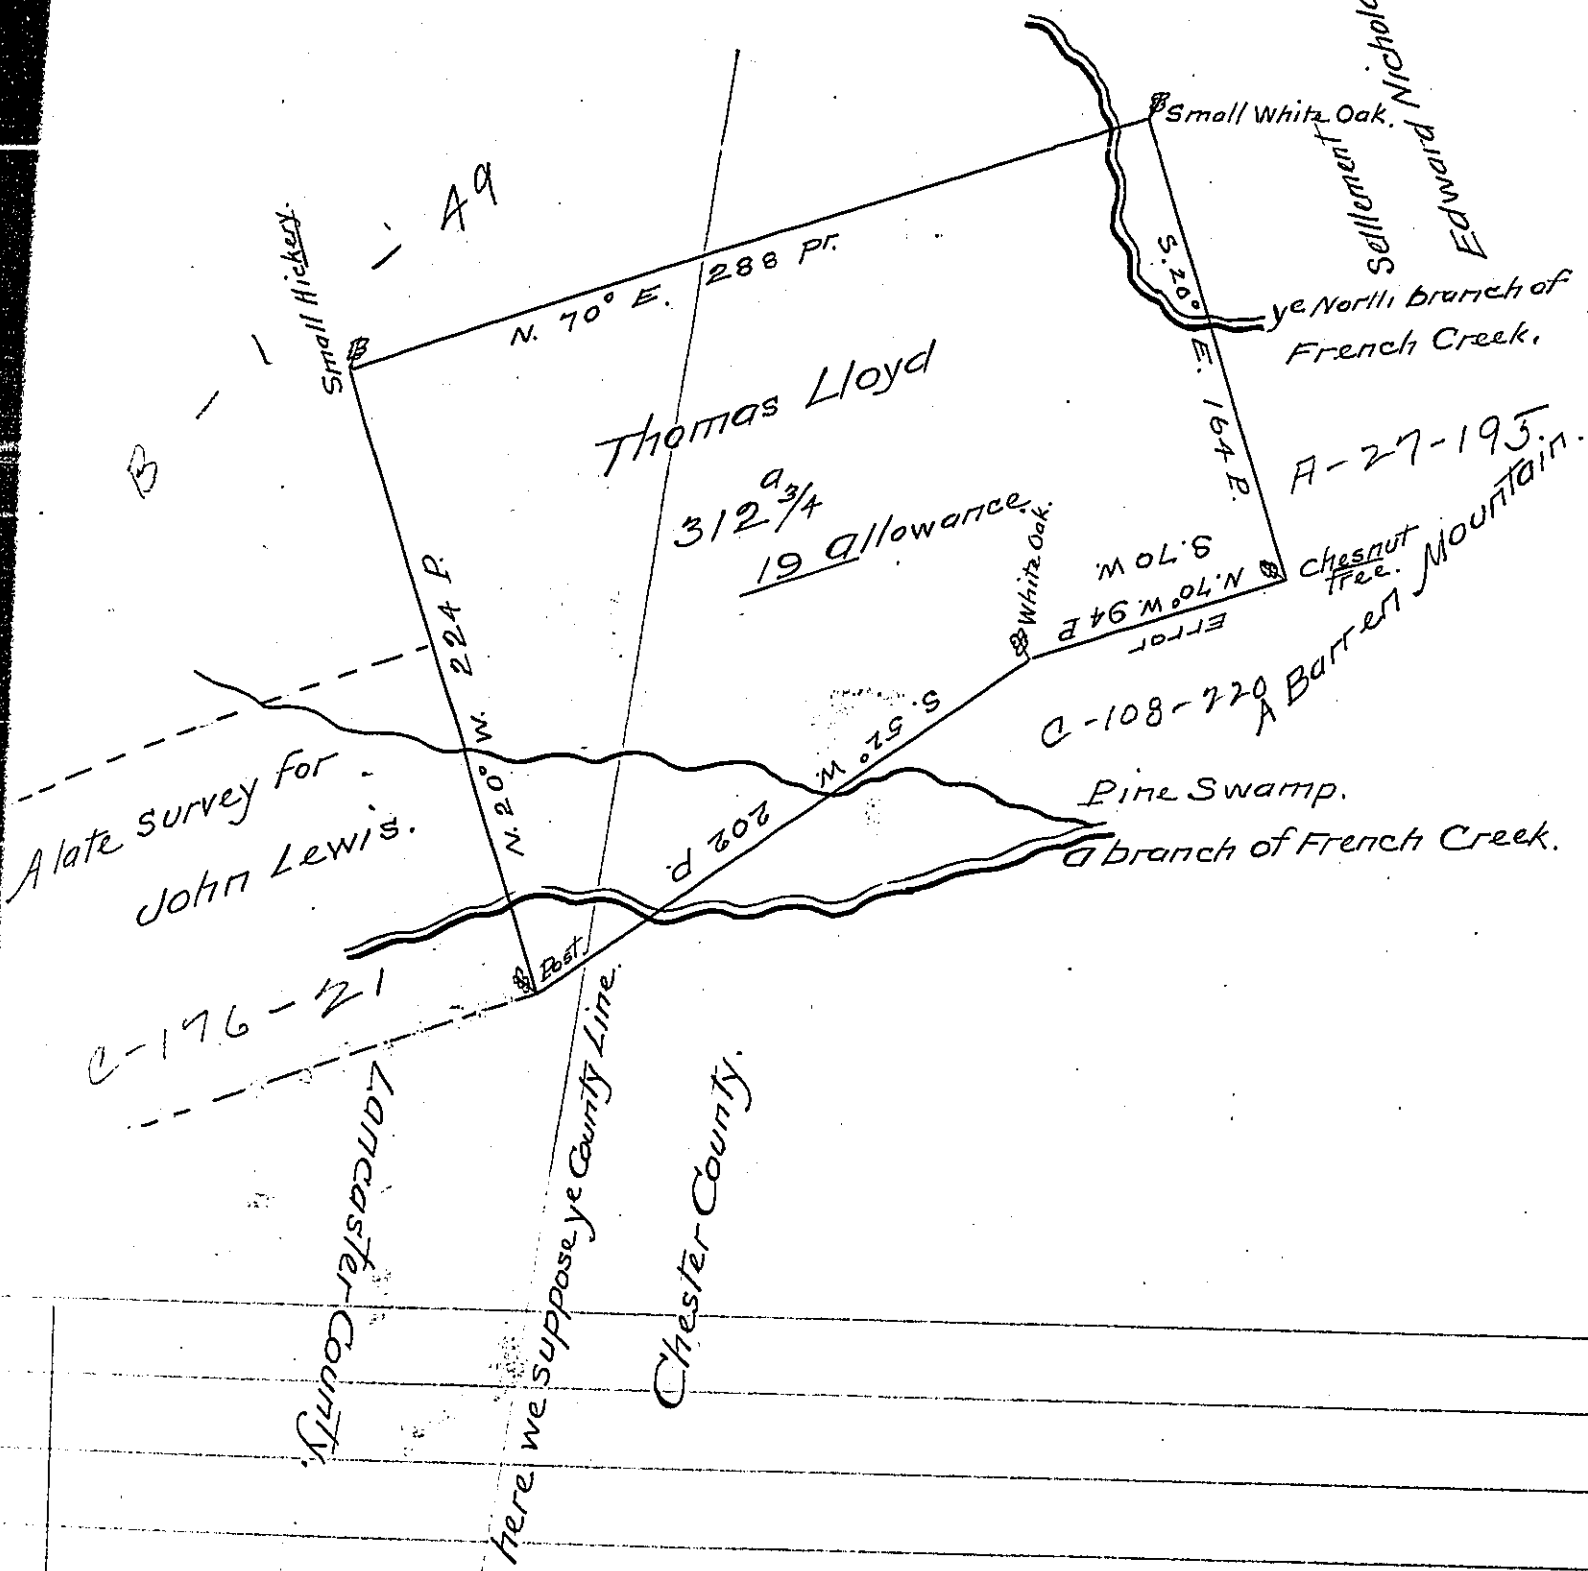 Edward
Settlement
Small White Oak.
B - 1 - 49
Small Hickery.
N. 70° E. 288 Pr.
S. 20° E. 164 P.
ye North branch of
French Creek.
Thomas Lloyd
312 a 3/4
19 allowance.
A-27-195.
White Oak.
S. 70 W.
N. 70° W. 94 P
Error
Chesnut
Tree.
A Barren Mountain.
N. 20° W. 224 P.
S. 52° W. 202 P.
C-108-220
Pine Swamp.
a branch of French Creek.
A late survey for
John Lewis.
Post.
C-176-21
Lancaster County.
here we suppose ye County Line.
Chester County.